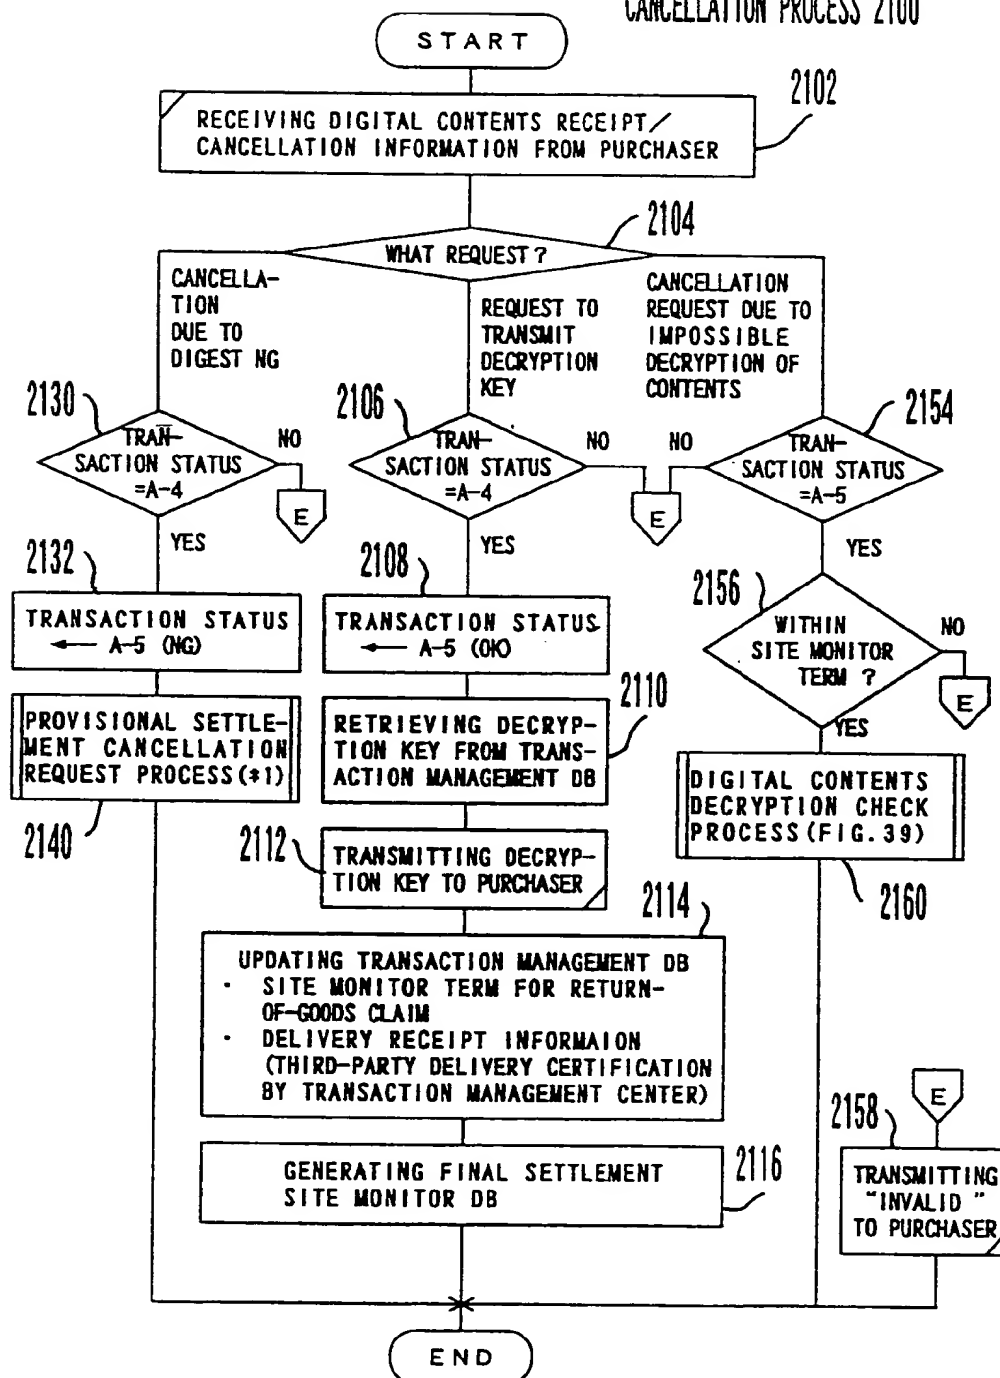 CANCELLATION PROCESS 2100
START
2102
RECEIVING DIGITAL CONTENTS RECEIPT/
CANCELLATION INFORMATION FROM PURCHASER
2104
WHAT REQUEST?
CANCELLA-
TION
DUE TO
DIGEST NG
REQUEST TO
TRANSMIT
DECRYPTION
KEY
CANCELLATION
REQUEST DUE TO
IMPOSSIBLE
DECRYPTION OF
CONTENTS
2130
TRAN-
SACTION STATUS
=A-4
NO
E
YES
2106
TRAN-
SACTION STATUS
=A-4
NO
YES
2154
TRAN-
SACTION STATUS
=A-5
NO
E
YES
2132
TRANSACTION STATUS
← A-5 (NG)
2108
TRANSACTION STATUS
← A-5 (OK)
2156
WITHIN
SITE MONITOR
TERM ?
NO
E
YES
PROVISIONAL SETTLE-
MENT CANCELLATION
REQUEST PROCESS(*1)
2140
2110
RETRIEVING DECRYP-
TION KEY FROM TRANS-
ACTION MANAGEMENT DB
DIGITAL CONTENTS
DECRYPTION CHECK
PROCESS(FIG.39)
2160
2112
TRANSMITTING DECRYP-
TION KEY TO PURCHASER
2114
UPDATING TRANSACTION MANAGEMENT DB
· SITE MONITOR TERM FOR RETURN-
OF-GOODS CLAIM
· DELIVERY RECEIPT INFORMAION
(THIRD-PARTY DELIVERY CERTIFICATION
BY TRANSACTION MANAGEMENT CENTER)
2116
GENERATING FINAL SETTLEMENT
SITE MONITOR DB
E
2158
TRANSMITTING
"INVALID "
TO PURCHASER
END